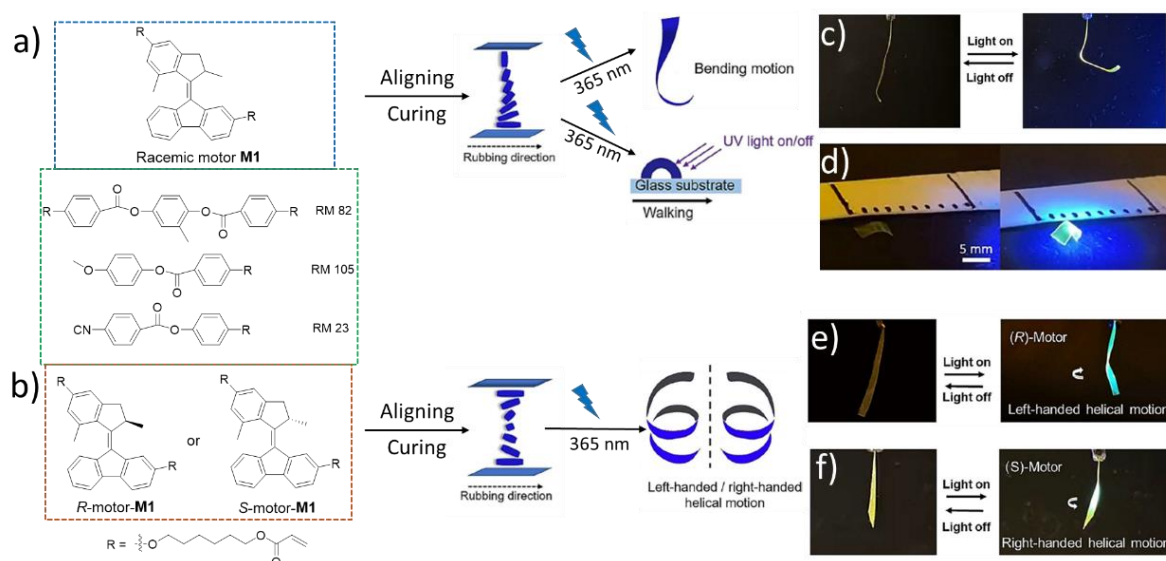 a)
R
R
Racemic motor M1
Aligning
Curing
Rubbing direction
365 nm
Bending motion
365 nm
UV light on/off
Glass substrate
Walking
c)
Light on
Light off
d)
5 mm
R
O
O
O
O
R
RM 82
O
O
O
R
RM 105
CN
O
O
R
RM 23
b)
R
R
R-motor-M1
or
R
R
S-motor-M1
R =
O
O
O
Aligning
Curing
Rubbing direction
365 nm
Left-handed / right-handed
helical motion
e)
Light on
Light off
(R)-Motor
Left-handed helical motion
f)
Light on
Light off
(S)-Motor
Right-handed helical motion